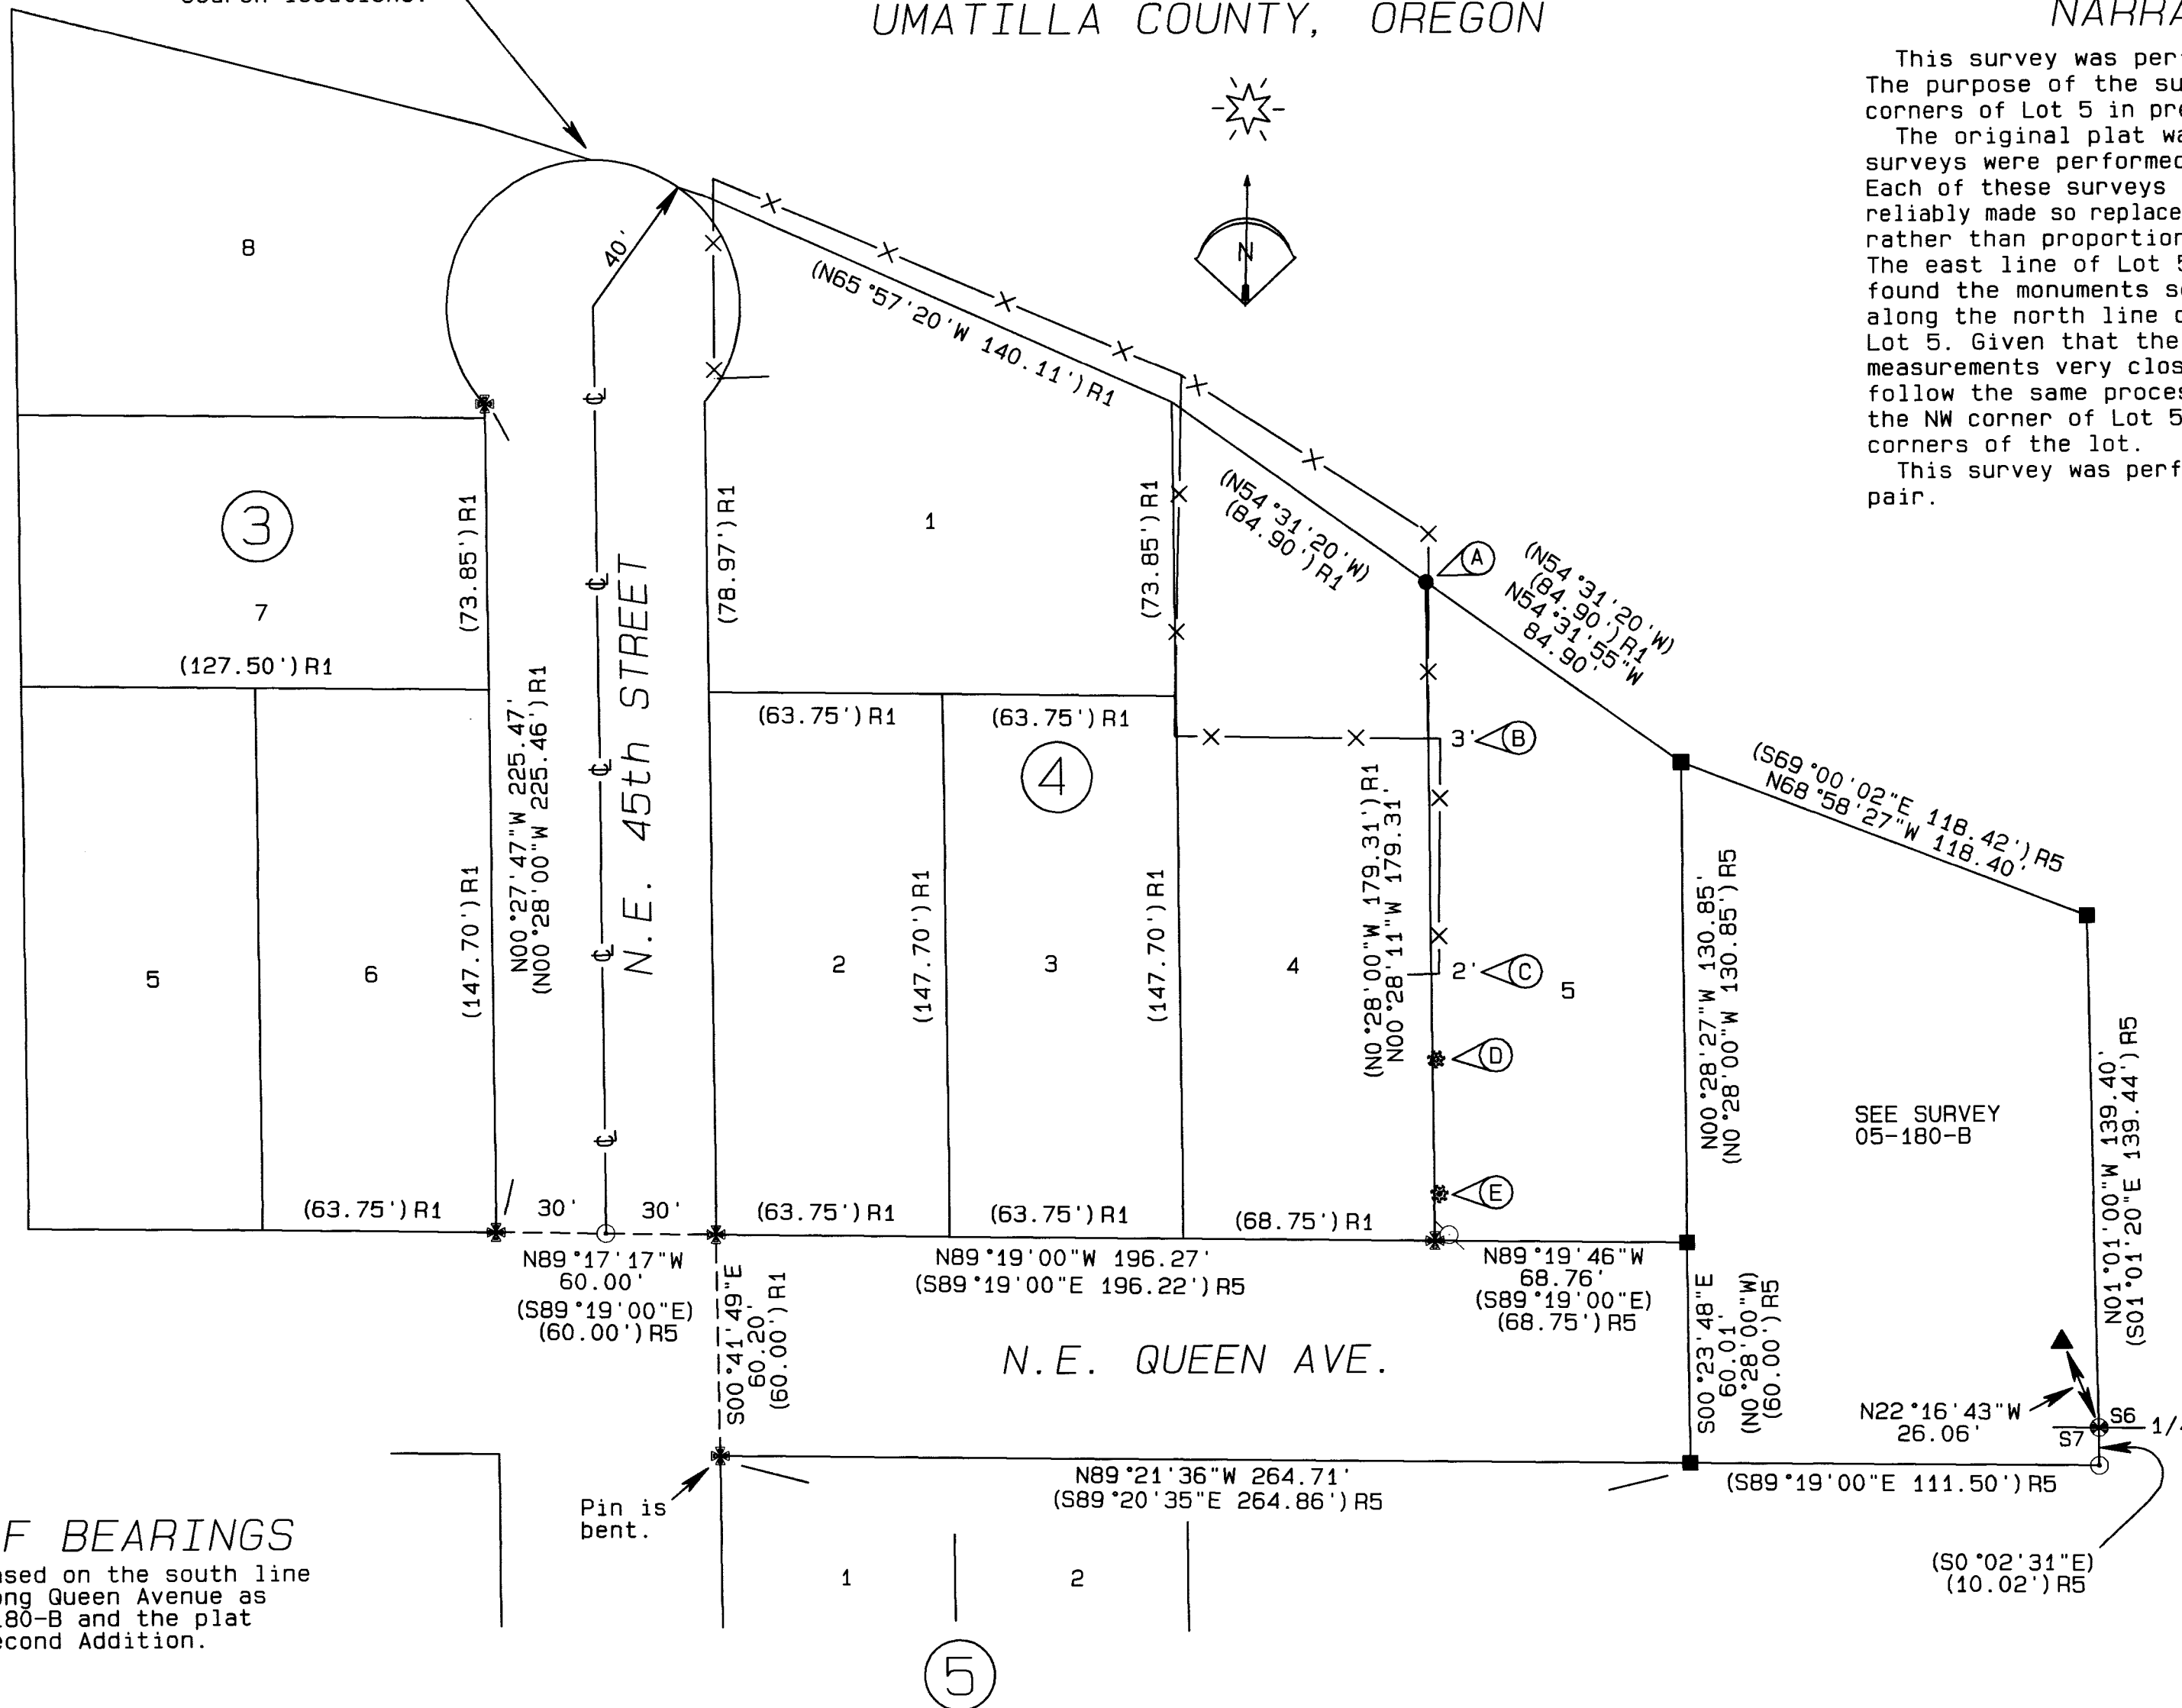 UMATILLA COUNTY, OREGON
This survey was per
The purpose of the su
corners of Lot 5 in pre
The original plat wa
surveys were performed
Each of these surveys
reliably made so replace
rather than proportion
The east line of Lot 5
found the monuments s
along the north line o
Lot 5. Given that the
measurements very clos
follow the same proces
the NW corner of Lot 5
corners of the lot.
This survey was perf
pair.
N
40'
8
(N65°57'20'W 140.11')R1
3
7
(127.50')R1
(73.85')R1
(78.97')R1
1
(73.85')R1
(N54°31'20'W)
(84.90')R1
A
(N54°31'20'W)
(84.90')R1
N54°31'55"W
84.90'
N.E. 45th STREET
N00°27'47"W 225.47'
(N00°28'00"W 225.46')R1
(63.75')R1
(63.75')R1
4
3'
B
(S69°00'02"E 118.42')R5
N68°58'27"W 118.40'
5
6
(147.70')R1
2
(147.70')R1
3
(147.70')R1
4
(N0°28'00"W 179.31')R1
N00°28'11"W 179.31'
2'
C
5
D
E
N00°28'27"W 130.85'
(N0°28'00"W 130.85')R5
SEE SURVEY
05-180-B
N01°01'00"W 139.40'
(S01°01'20"E 139.44')R5
(63.75')R1
30'
30'
(63.75')R1
(63.75')R1
(68.75')R1
N89°17'17"W
60.00'
(S89°19'00"E)
(60.00')R5
N89°19'00"W 196.27'
(S89°19'00"E 196.22')R5
N89°19'46"W
68.76'
(S89°19'00"E)
(68.75')R5
S00°41'49"E
60.20'
(60.00')R1
N.E. QUEEN AVE.
S00°23'48"E
60.01'
(N0°28'00"W)
(60.00')R5
N22°16'43"W
26.06'
S6
S7
1/4
Pin is
bent.
N89°21'36"W 264.71'
(S89°20'35"E 264.86')R5
(S89°19'00"E 111.50')R5
(S0°02'31"E)
(10.02')R5
F BEARINGS
ased on the south line
ong Queen Avenue as
180-B and the plat
econd Addition.
1
2
5